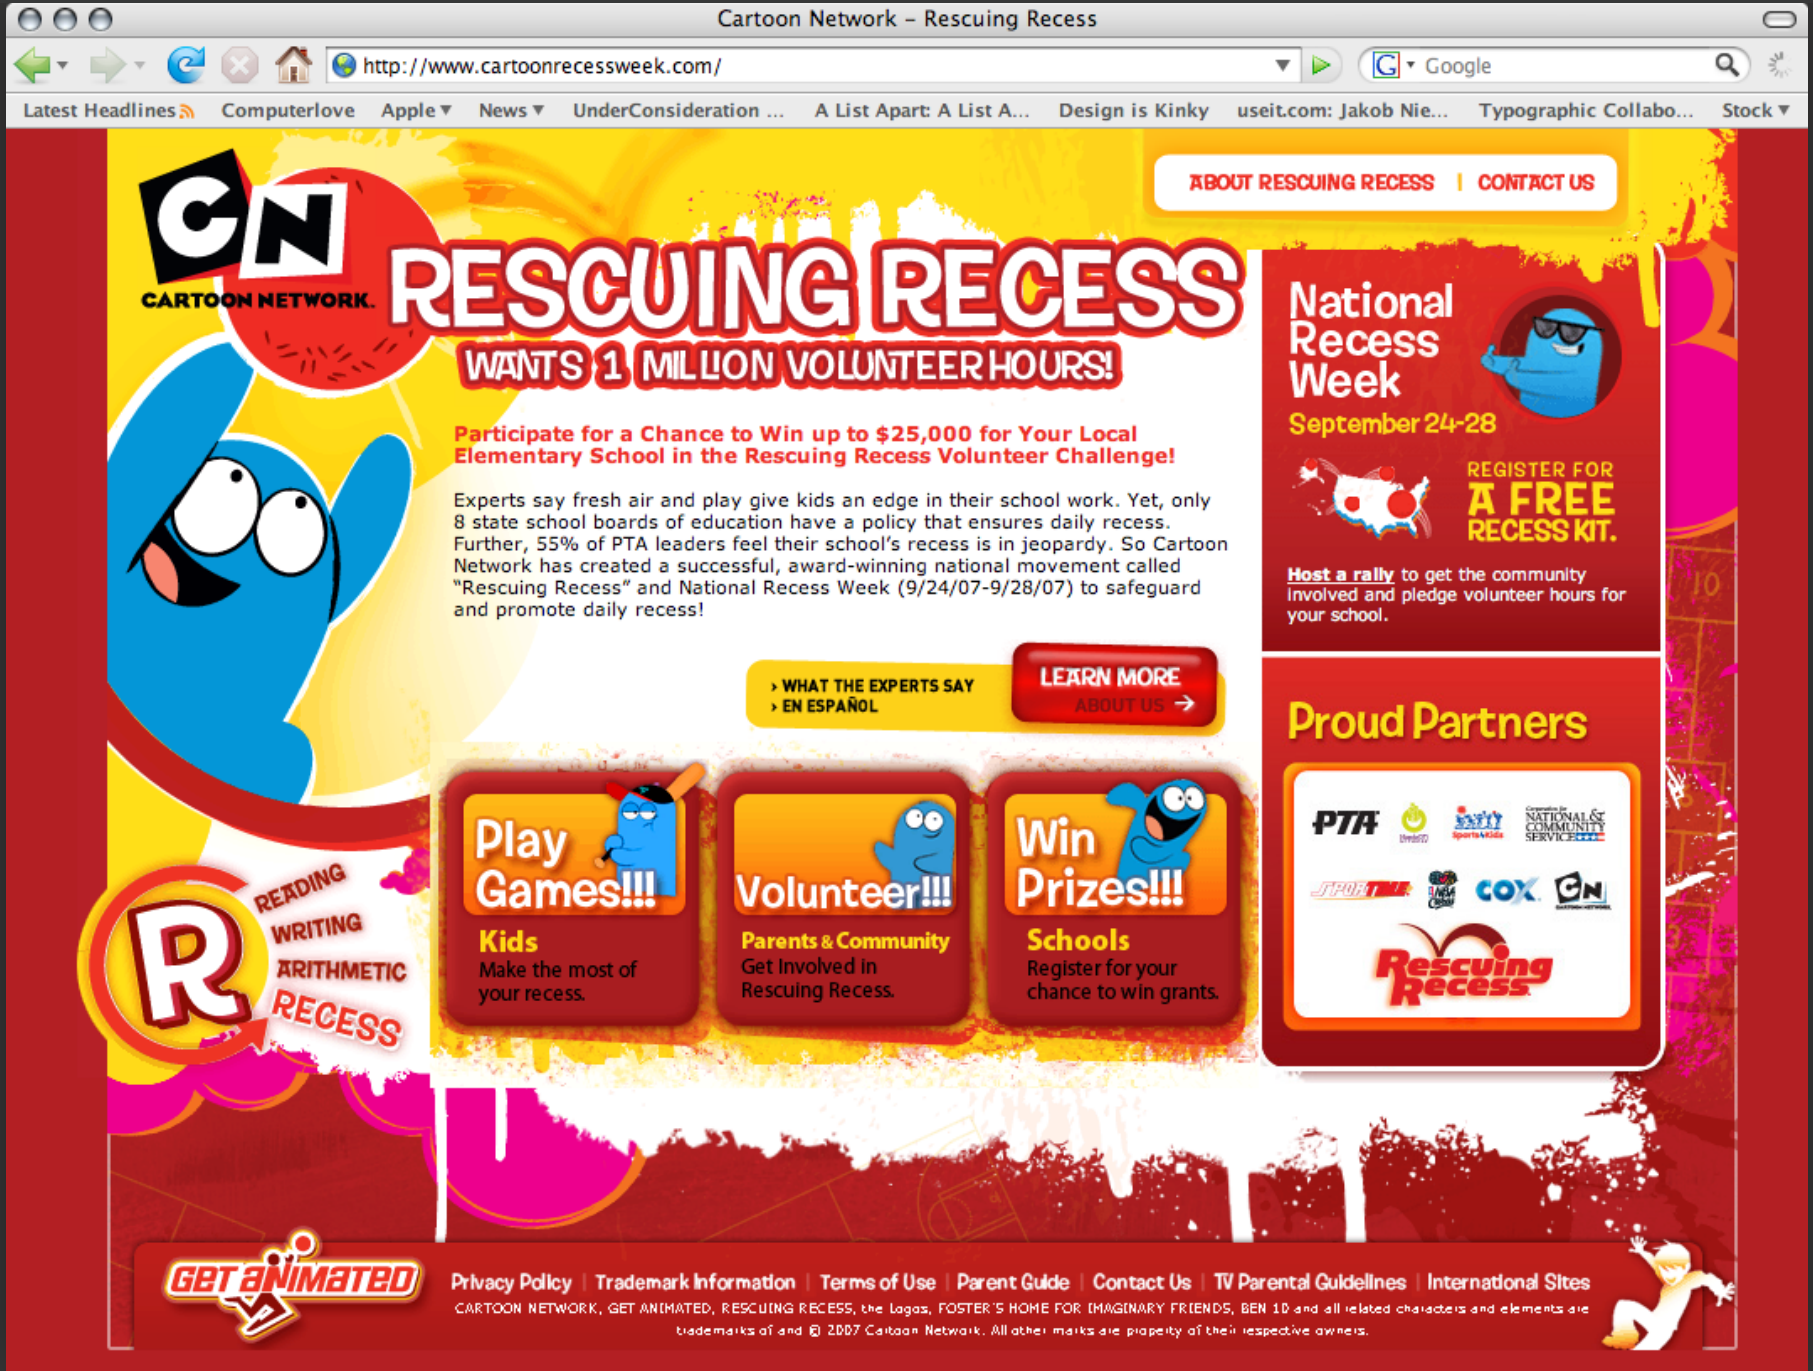 Cartoon Network – Rescuing Recess
http://www.cartoonrecessweek.com/
Google
Latest Headlines Computerlove Apple News UnderConsideration ... A List Apart: A List A... Design is Kinky useit.com: Jakob Nie... Typographic Collabo... Stock
CN
CARTOON NETWORK.
ABOUT RESCUING RECESS | CONTACT US
RESCUING RECESS
WANTS 1 MILLION VOLUNTEER HOURS!
Participate for a Chance to Win up to $25,000 for Your Local
Elementary School in the Rescuing Recess Volunteer Challenge!
Experts say fresh air and play give kids an edge in their school work. Yet, only
8 state school boards of education have a policy that ensures daily recess.
Further, 55% of PTA leaders feel their school's recess is in jeopardy. So Cartoon
Network has created a successful, award-winning national movement called
“Rescuing Recess” and National Recess Week (9/24/07-9/28/07) to safeguard
and promote daily recess!
› WHAT THE EXPERTS SAY
› EN ESPAÑOL
LEARN MORE
ABOUT US
National
Recess
Week
September 24-28
REGISTER FOR
A FREE
RECESS KIT.
Host a rally to get the community
involved and pledge volunteer hours for
your school.
Proud Partners
PTA
Sports4Kids
Corporation for
NATIONAL &
COMMUNITY
SERVICE
SPORTIME
COX
CN
CARTOON NETWORK
Rescuing
Recess
Play
Games!!!
Kids
Make the most of
your recess.
Volunteer!!!
Parents & Community
Get Involved in
Rescuing Recess.
Win
Prizes!!!
Schools
Register for your
chance to win grants.
R
READING
WRITING
ARITHMETIC
RECESS
10
3
GET ANIMATED
Privacy Policy | Trademark Information | Terms of Use | Parent Guide | Contact Us | TV Parental Guidelines | International Sites
CARTOON NETWORK, GET ANIMATED, RESCUING RECESS, the Logos, FOSTER'S HOME FOR IMAGINARY FRIENDS, BEN 10 and all related characters and elements are
trademarks of and © 2007 Cartoon Network. All other marks are property of their respective owners.